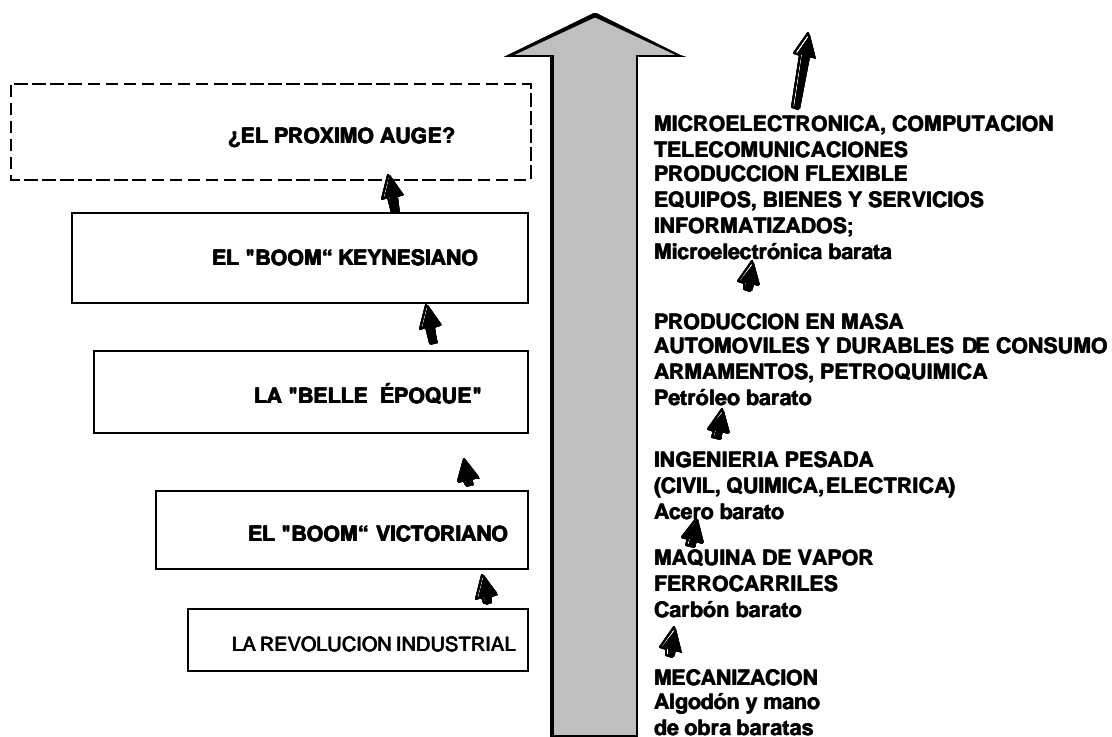 ¿EL PROXIMO AUGE?
EL "BOOM“ KEYNESIANO
LA "BELLE ÉPOQUE"
EL "BOOM“ VICTORIANO
LA REVOLUCION INDUSTRIAL
MICROELECTRONICA, COMPUTACION
TELECOMUNICACIONES
PRODUCCION FLEXIBLE
EQUIPOS, BIENES Y SERVICIOS
INFORMATIZADOS;
Microelectrónica barata
PRODUCCION EN MASA
AUTOMOVILES Y DURABLES DE CONSUMO
ARMAMENTOS, PETROQUIMICA
Petróleo barato
INGENIERIA PESADA
(CIVIL, QUIMICA, ELECTRICA)
Acero barato
MAQUINA DE VAPOR
FERROCARRILES
Carbón barato
MECANIZACION
Algodón y mano
de obra baratas